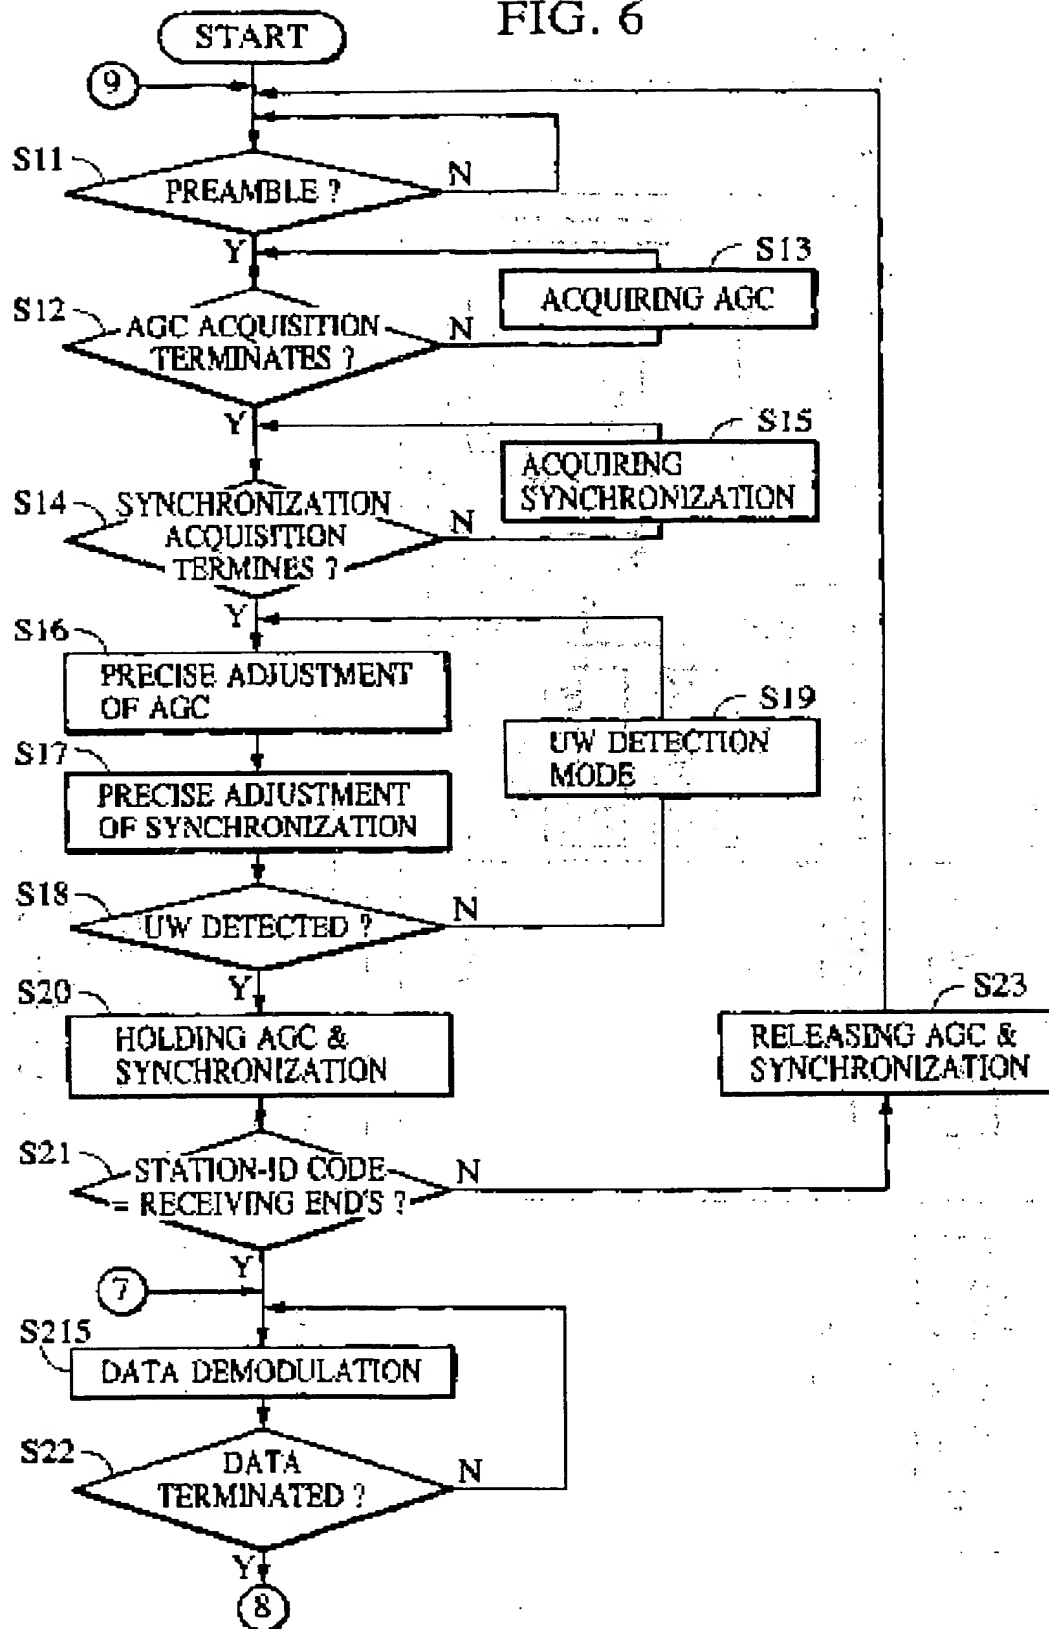 FIG. 6
START
9
S11
PREAMBLE ?
N
Y
S13
ACQUIRING AGC
S12
AGC ACQUISITION
TERMINATES ?
N
Y
S15
ACQUIRING
SYNCHRONIZATION
S14
SYNCHRONIZATION
ACQUISITION
TERMINES ?
N
Y
S16
PRECISE ADJUSTMENT
OF AGC
S19
UW DETECTION
MODE
S17
PRECISE ADJUSTMENT
OF SYNCHRONIZATION
S18
UW DETECTED ?
N
Y
S20
HOLDING AGC &
SYNCHRONIZATION
S23
RELEASING AGC &
SYNCHRONIZATION
S21
STATION-ID CODE
= RECEIVING END'S ?
N
Y
7
S215
DATA DEMODULATION
S22
DATA
TERMINATED ?
N
Y
8